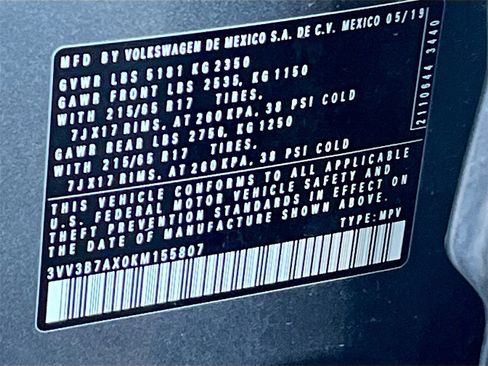 MFD BY VOLKSWAGEN DE MEXICO S.A. DE C.V. MEXICO 05/19
GVWR LBS 5181 KG 2350
GAWR FRONT LBS 2535, KG 1150
WITH 215/65 R17 TIRES.
7JX17 RIMS, AT 260 KPA, 38 PSI COLD
GAWR REAR LBS 2756, KG 1250
WITH 215/65 R17 TIRES.
7JX17 RIMS, AT 260 KPA, 38 PSI COLD
THIS VEHICLE CONFORMS TO ALL APPLICABLE
U.S. FEDERAL MOTOR VEHICLE SAFETY AND
THEFT PREVENTION STANDARDS IN EFFECT ON
THE DATE OF MANUFACTURE SHOWN ABOVE.
3VV3B7AX0KM155807 TYPE: MPV
2110644 3440